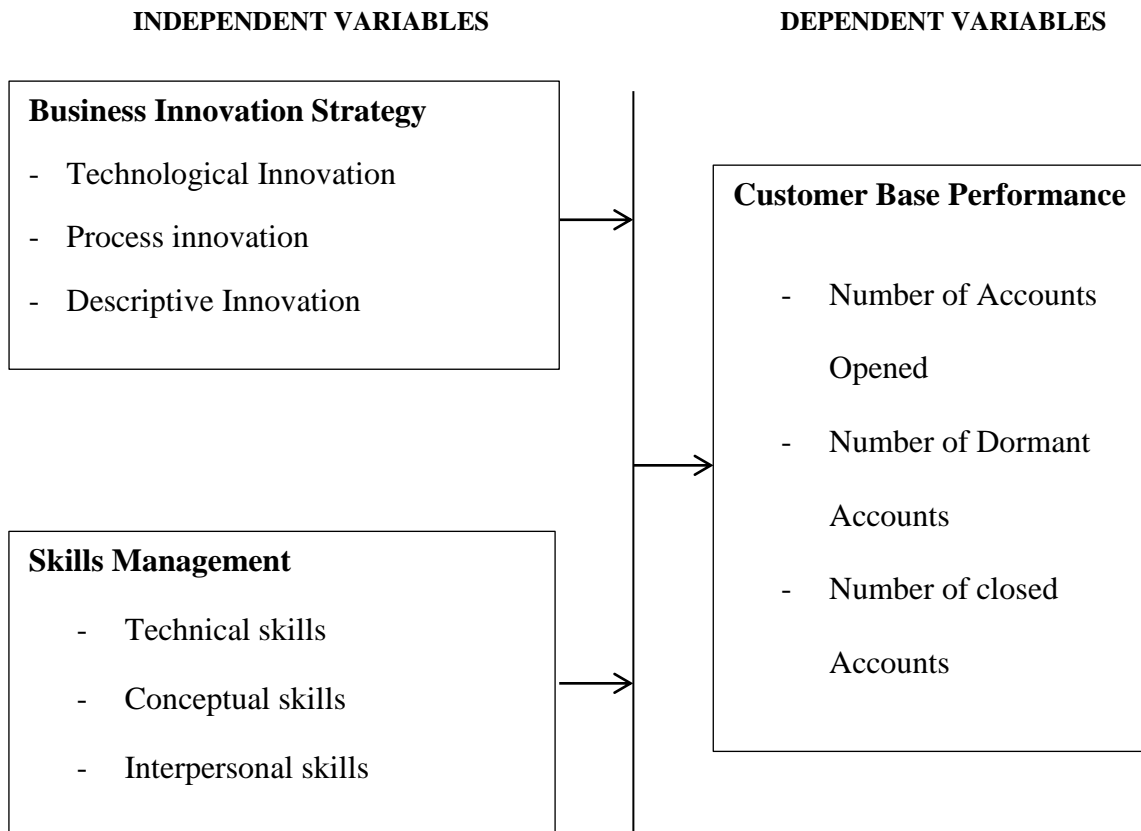 INDEPENDENT VARIABLES
DEPENDENT VARIABLES
Business Innovation Strategy
- Technological Innovation
- Process innovation
- Descriptive Innovation
Skills Management
- Technical skills
- Conceptual skills
- Interpersonal skills
Customer Base Performance
- Number of Accounts
Opened
- Number of Dormant
Accounts
- Number of closed
Accounts